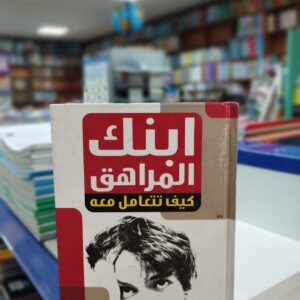 ابنك
المراهق
كيف تتعامل معه